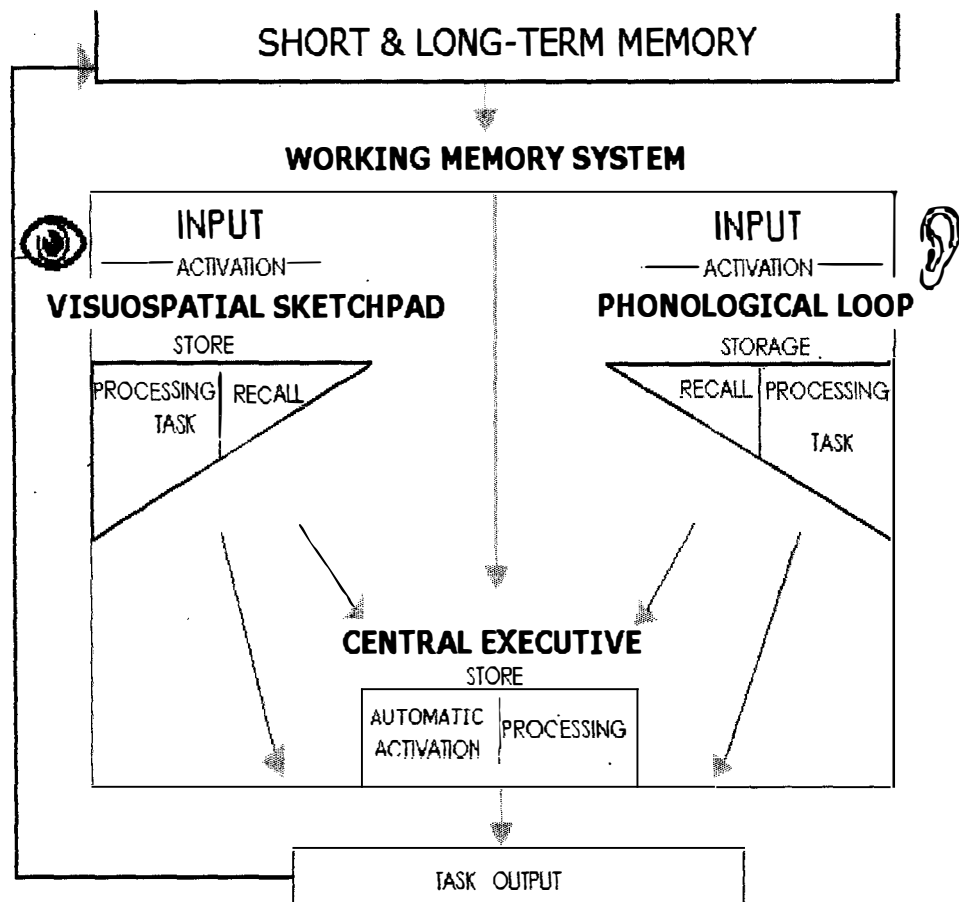 SHORT & LONG-TERM MEMORY
WORKING MEMORY SYSTEM
INPUT
ACTIVATION
VISUOSPATIAL SKETCHPAD
STORE
PROCESSING
TASK
RECALL
INPUT
ACTIVATION
PHONOLOGICAL LOOP
STORAGE
RECALL
PROCESSING
TASK
CENTRAL EXECUTIVE
STORE
AUTOMATIC
ACTIVATION
PROCESSING
TASK OUTPUT